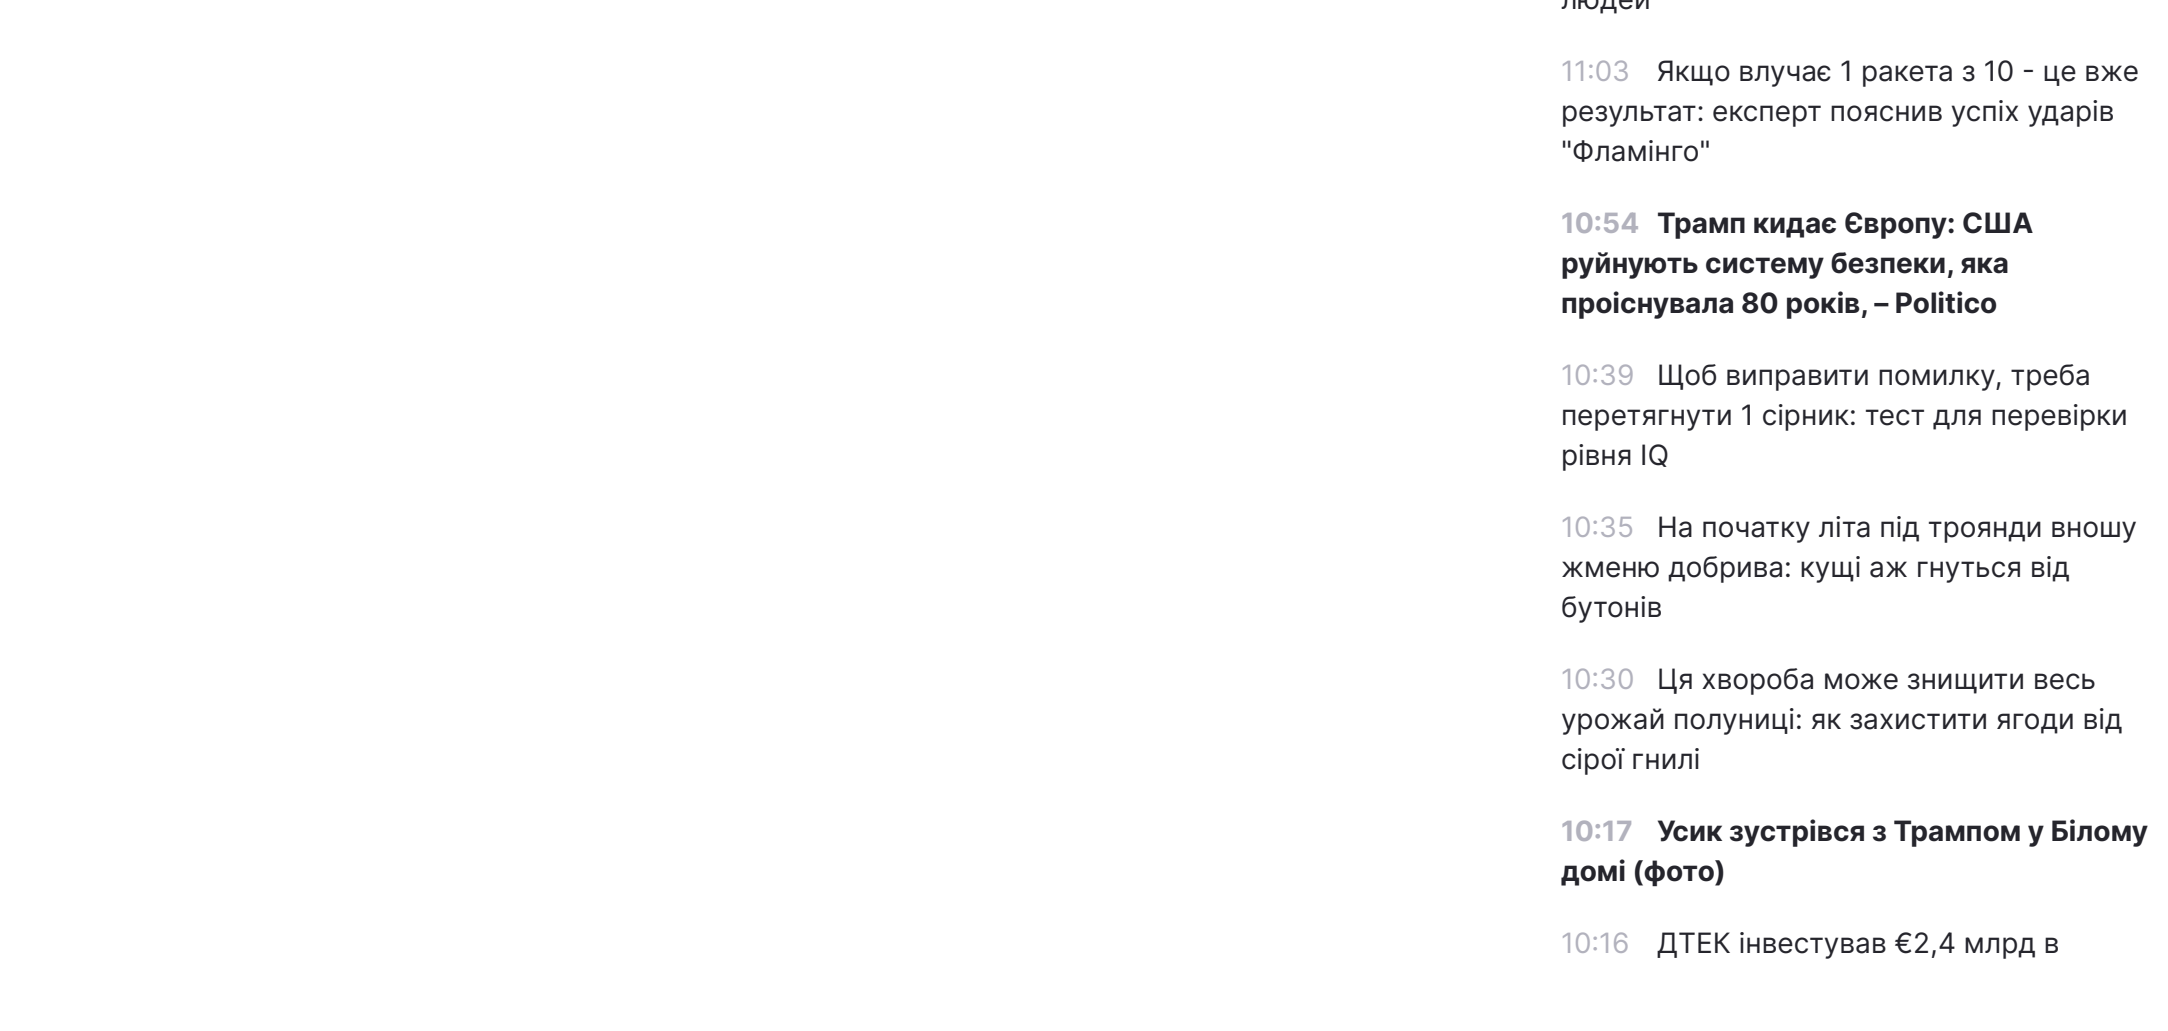 людей
11:03 Якщо влучає 1 ракета з 10 - це вже
результат: експерт пояснив успіх ударів
"Фламінго"
10:54 Трамп кидає Європу: США
руйнують систему безпеки, яка
проіснувала 80 років, – Politico
10:39 Щоб виправити помилку, треба
перетягнути 1 сірник: тест для перевірки
рівня IQ
10:35 На початку літа під троянди вношу
жменю добрива: кущі аж гнуться від
бутонів
10:30 Ця хвороба може знищити весь
урожай полуниці: як захистити ягоди від
сірої гнилі
10:17 Усик зустрівся з Трампом у Білому
домі (фото)
10:16 ДТЕК інвестував €2,4 млрд в